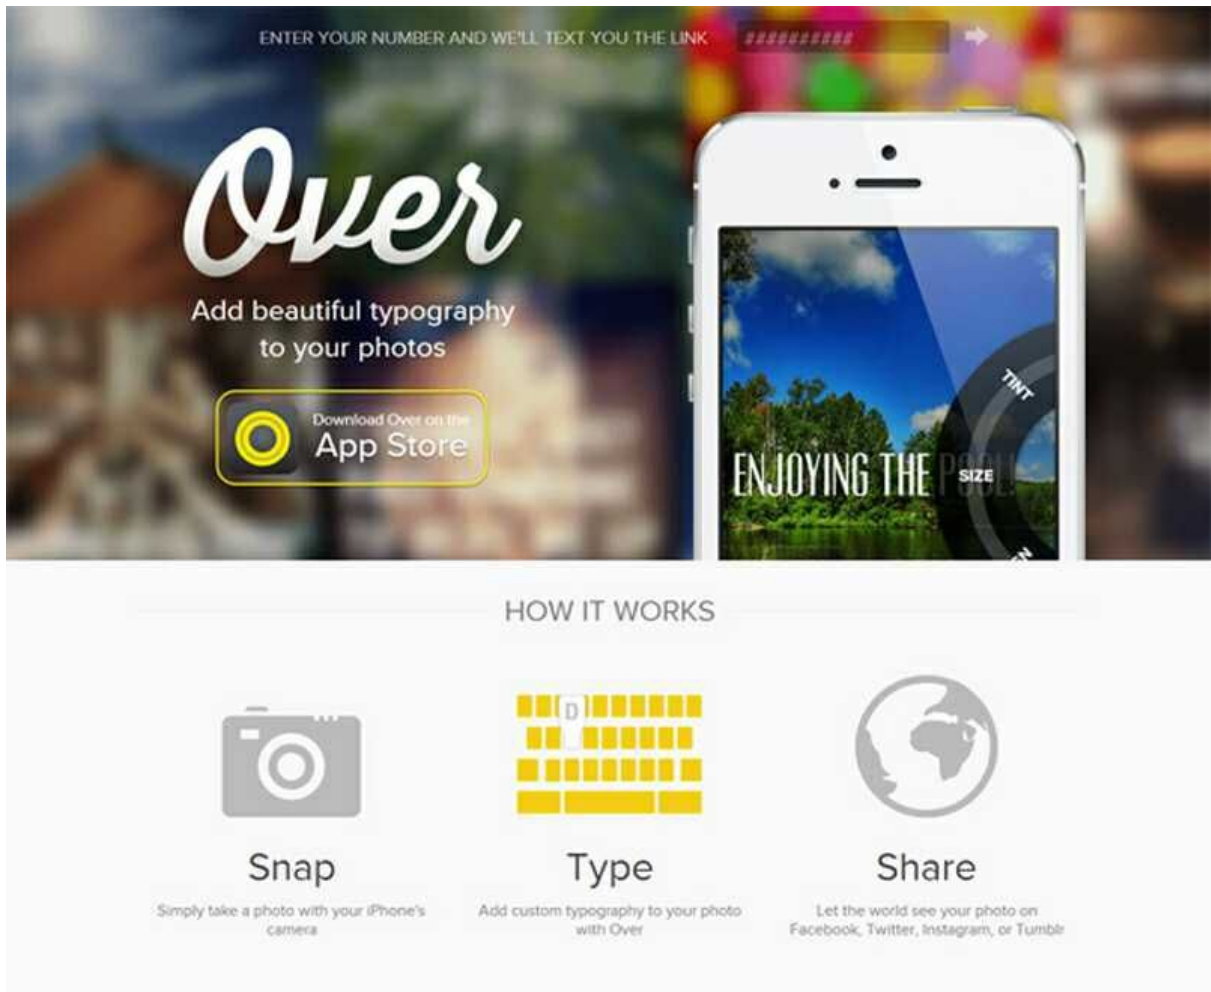 ENTER YOUR NUMBER AND WE'LL TEXT YOU THE LINK ##########
Over
Add beautiful typography
to your photos
Download Over on the
App Store
TINT
ENJOYING THE POOL!
SIZE
HOW IT WORKS
D
Snap
Simply take a photo with your iPhone's
camera
Type
Add custom typography to your photo
with Over
Share
Let the world see your photo on
Facebook, Twitter, Instagram, or Tumblr